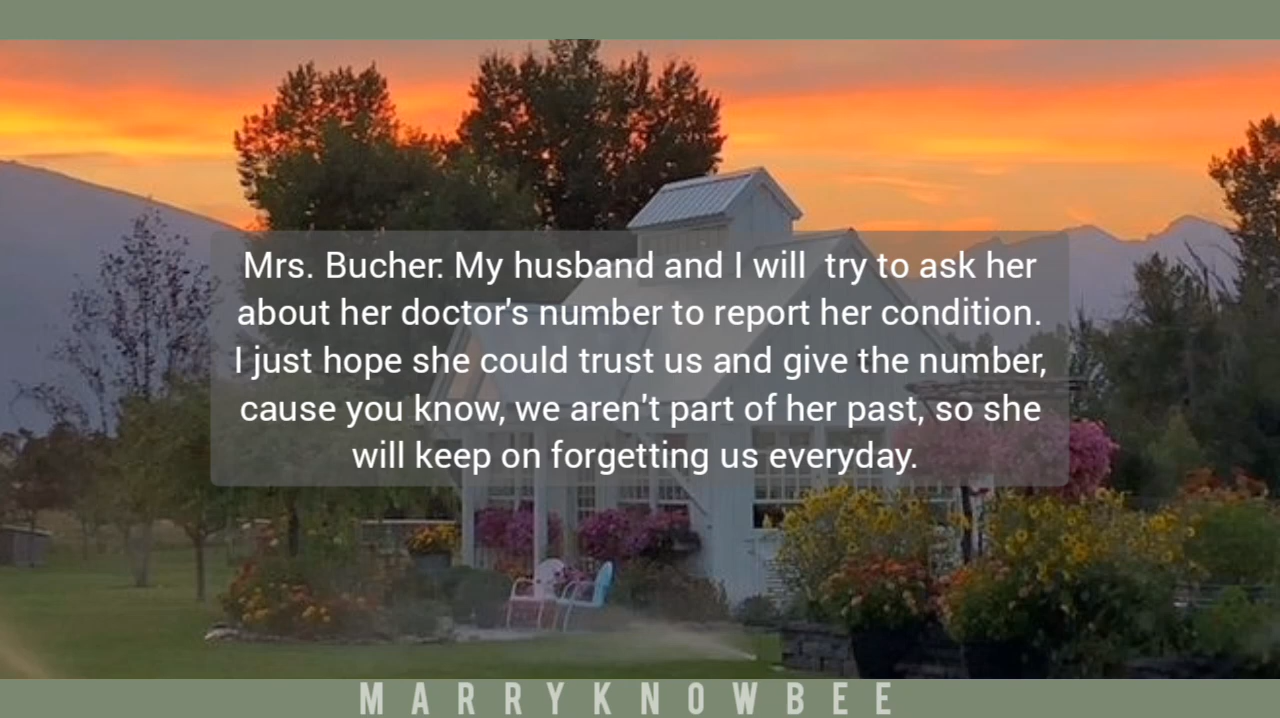 Mrs. Bucher: My husband and I will  try to ask her
about her doctor's number to report her condition.
I just hope she could trust us and give the number,
cause you know, we aren't part of her past, so she
will keep on forgetting us everyday.
MARRYKNOWBEE